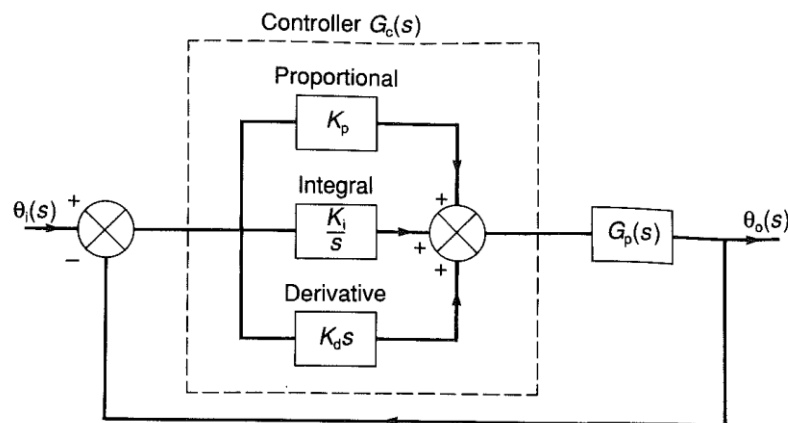 Controller G_c(s)
Proportional
K_p
Integral
θ_i(s)
+
+
K_i
s
+
G_p(s)
θ_o(s)
−
+
Derivative
K_d s